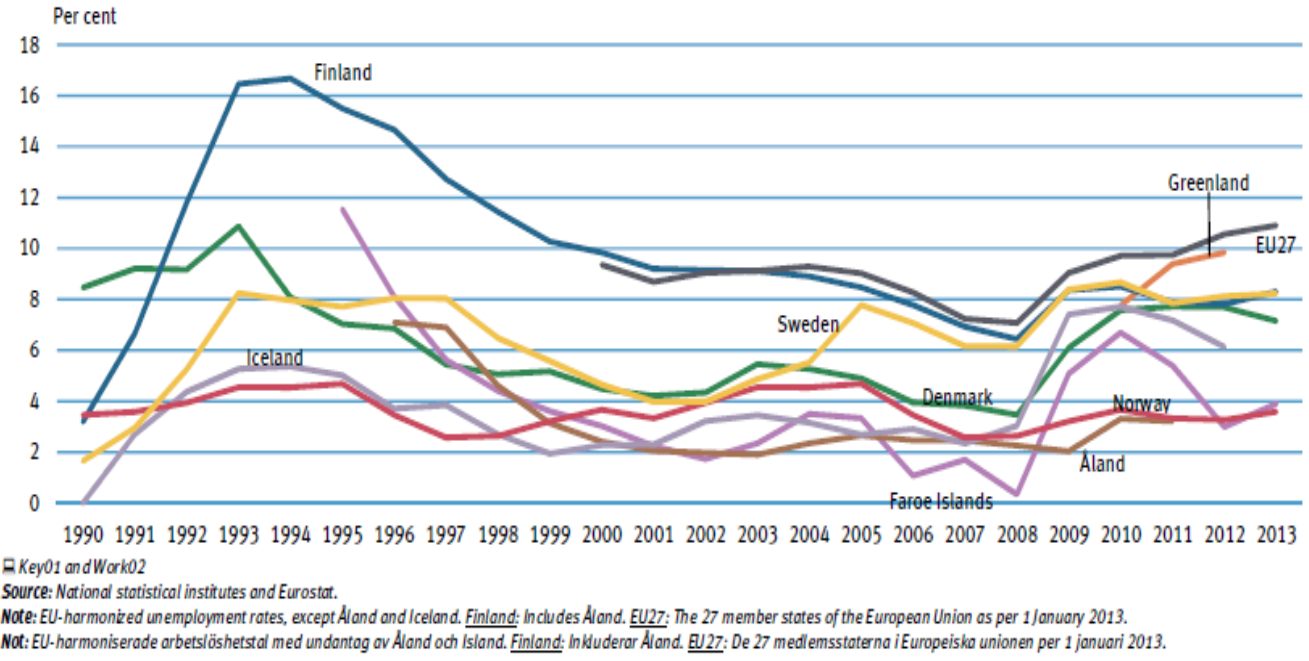 Per cent
18
Finland
16
14
12
Greenland
10
EU27
8
Sweden
6
Iceland
4
Denmark
Norway
2
Åland
Faroe Islands
0
1990 1991 1992 1993 1994 1995 1996 1997 1998 1999 2000 2001 2002 2003 2004 2005 2006 2007 2008 2009 2010 2011 2012 2013
Key01 and Work02
Source: National statistical institutes and Eurostat.
Note: EU-harmonized unemployment rates, except Åland and Iceland. Finland: Includes Åland. EU27: The 27 member states of the European Union as per 1 January 2013.
Not: EU-harmoniserade arbetslöshetstal med undantag av Åland och Island. Finland: Inkluderar Åland. EU27: De 27 medlemsstaterna i Europeiska unionen per 1 januari 2013.